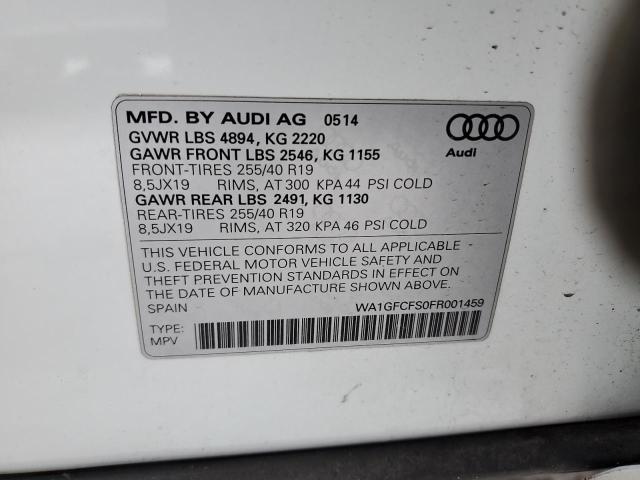 MFD. BY AUDI AG 0514
GVWR LBS 4894, KG 2220
GAWR FRONT LBS 2546, KG 1155
FRONT-TIRES 255/40 R19
8,5JX19 RIMS, AT 300 KPA 44 PSI COLD
GAWR REAR LBS 2491, KG 1130
REAR-TIRES 255/40 R19
8,5JX19 RIMS, AT 320 KPA 46 PSI COLD
Audi
THIS VEHICLE CONFORMS TO ALL APPLICABLE
U.S. FEDERAL MOTOR VEHICLE SAFETY AND
THEFT PREVENTION STANDARDS IN EFFECT ON
THE DATE OF MANUFACTURE SHOWN ABOVE.
SPAIN WA1GFCFS0FR001459
TYPE:
MPV